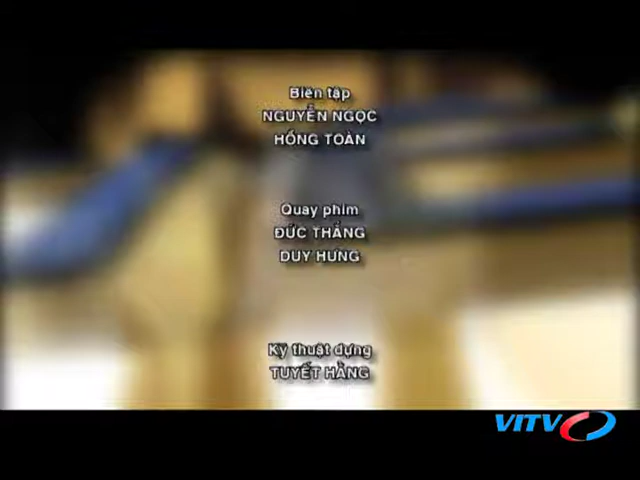 Biên tập
NGUYỄN NGỌC
HỒNG TOÀN
Quay phim
ĐỨC THẮNG
DUY HƯNG
Kỹ thuật dựng
TUYẾT HẰNG
VITV